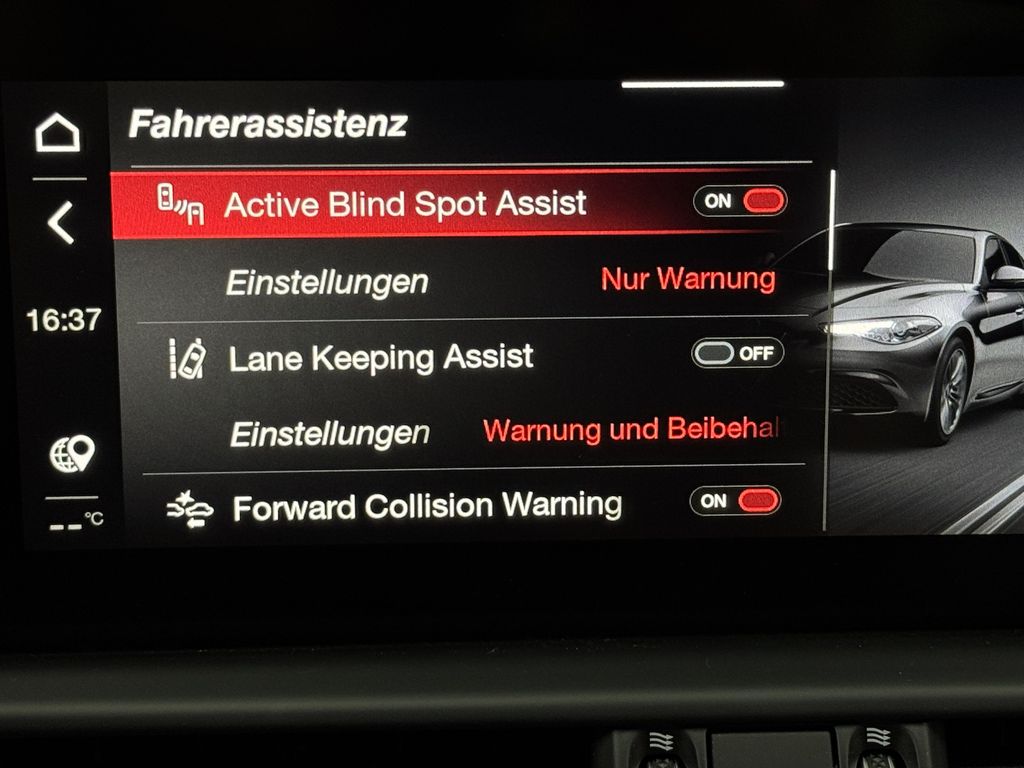 Fahrerassistenz
Active Blind Spot Assist ON
Einstellungen Nur Warnung
16:37
Lane Keeping Assist OFF
Einstellungen Warnung und Beibehal
Forward Collision Warning ON
--°C